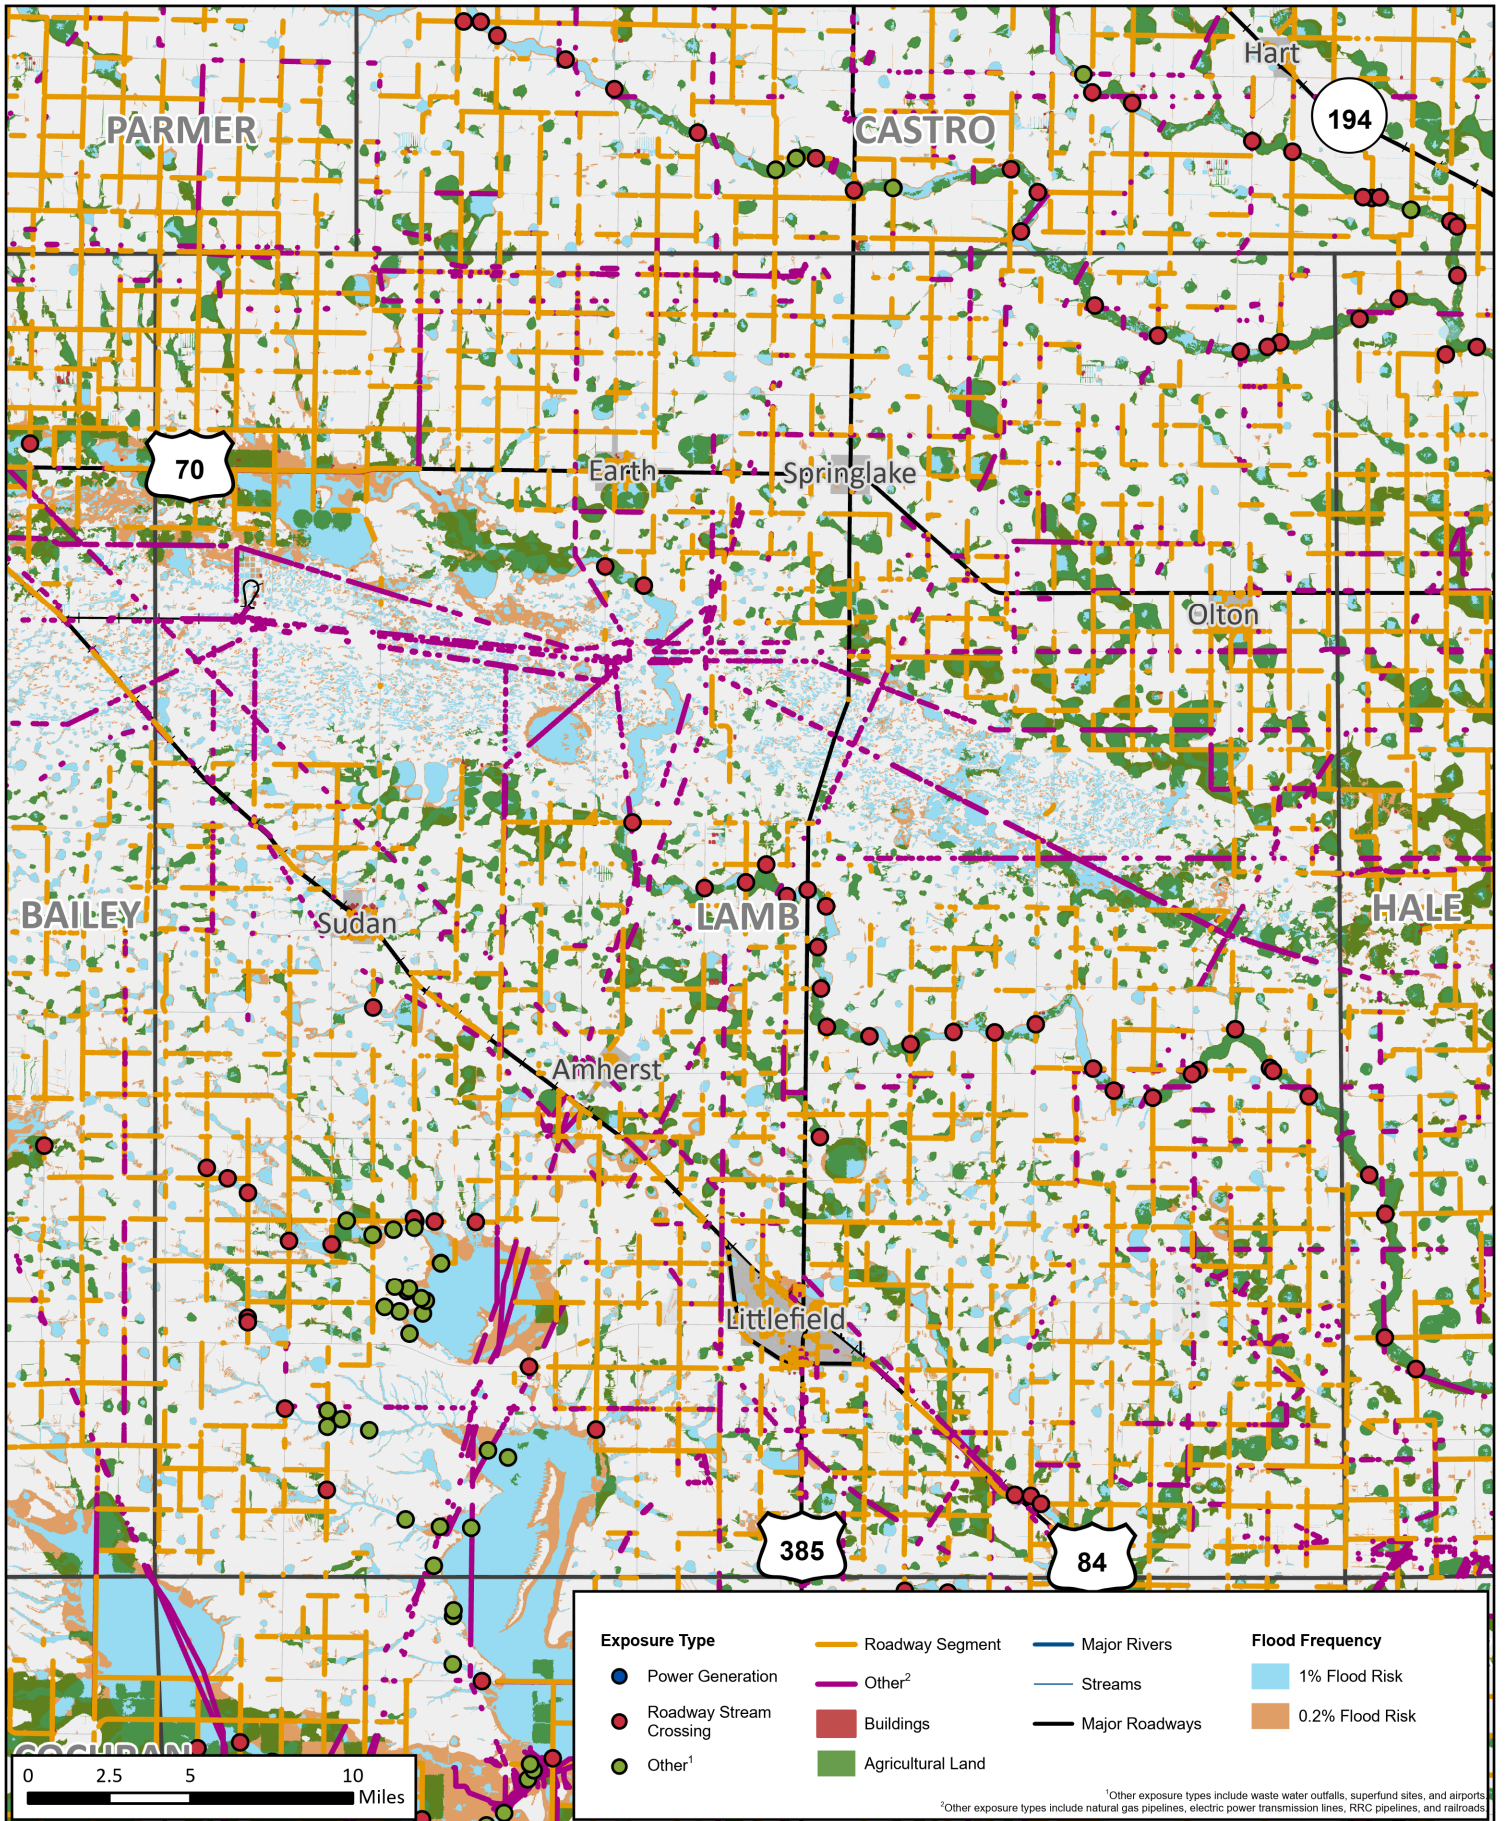 Hart
194
PARMER
CASTRO
70
Earth
Springlake
Olton
BAILEY
Sudan
LAMB
HALE
Amherst
Littlefield
385
84
COCHRAN
0 2.5 5 10
Miles
Exposure Type
Power Generation
Roadway Stream
Crossing
Other1
Roadway Segment
Other2
Buildings
Agricultural Land
Major Rivers
Streams
Major Roadways
Flood Frequency
1% Flood Risk
0.2% Flood Risk
1Other exposure types include waste water outfalls, superfund sites, and airports.
2Other exposure types include natural gas pipelines, electric power transmission lines, RRC pipelines, and railroads.